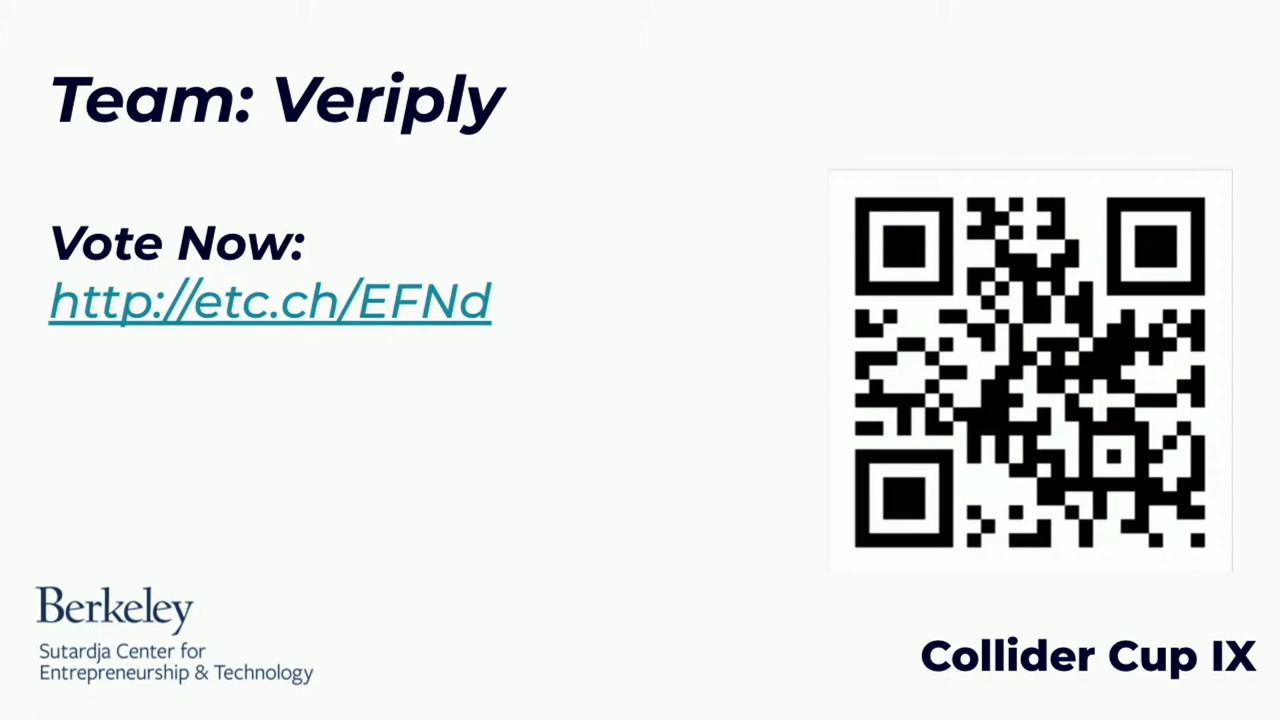 Team: Veriply
Vote Now:
http://etc.ch/EFNd
Berkeley
Sutardja Center for
Entrepreneurship & Technology
Collider Cup IX